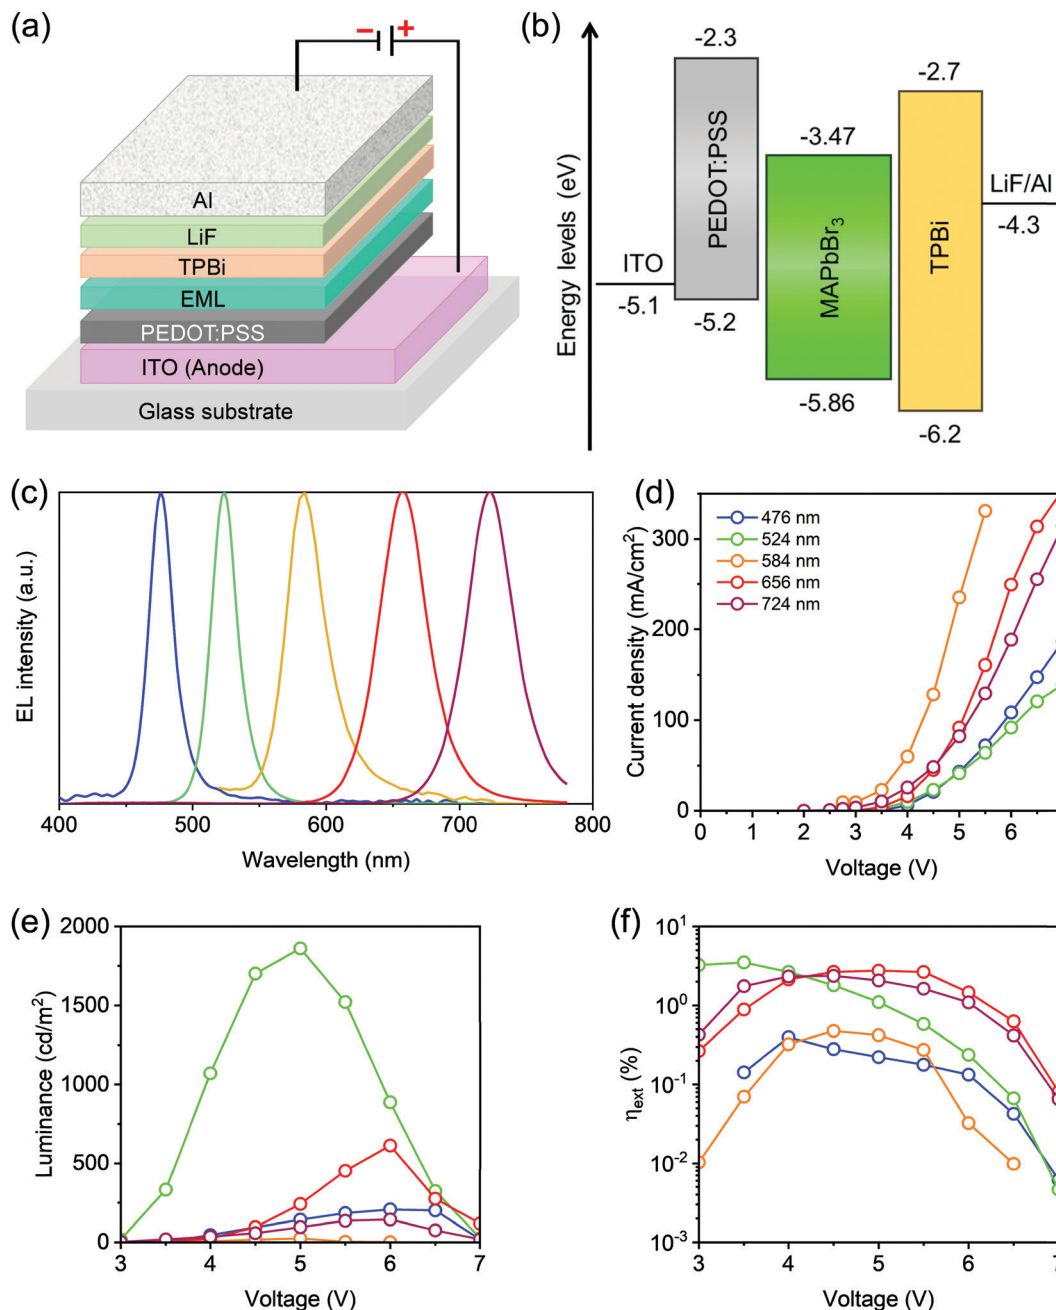 (a)
− +
Al
LiF
TPBi
EML
PEDOT:PSS
ITO (Anode)
Glass substrate
(b)
Energy levels (eV)
-2.3
PEDOT:PSS
-5.2
ITO
-5.1
-3.47
MAPbBr3
-5.86
-2.7
TPBi
-6.2
LiF/Al
-4.3
(c)
EL intensity (a.u.)
400 500 600 700 800
Wavelength (nm)
(d)
Current density (mA/cm²)
300
200
100
0
476 nm
524 nm
584 nm
656 nm
724 nm
0 1 2 3 4 5 6
Voltage (V)
(e)
Luminance (cd/m²)
2000
1500
1000
500
0
3 4 5 6 7
Voltage (V)
(f)
ηext (%)
10¹
10⁰
10⁻¹
10⁻²
10⁻³
3 4 5 6 7
Voltage (V)